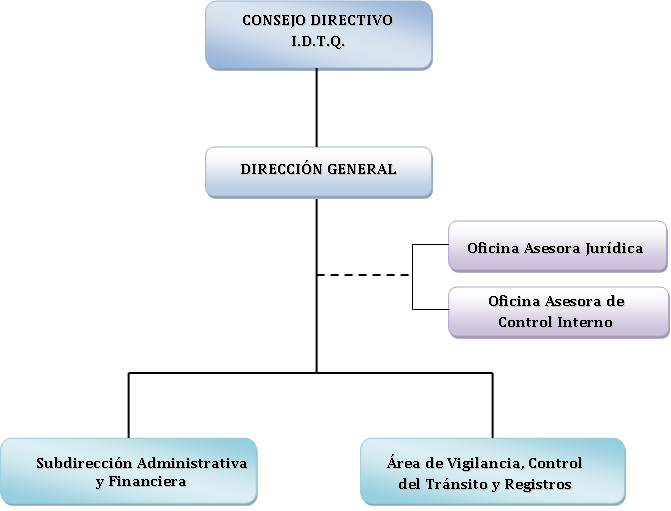 CONSEJO DIRECTIVO
I.D.T.Q.
DIRECCIÓN GENERAL
Oficina Asesora Jurídica
Oficina Asesora de
Control Interno
Subdirección Administrativa
y Financiera
Área de Vigilancia, Control
del Tránsito y Registros